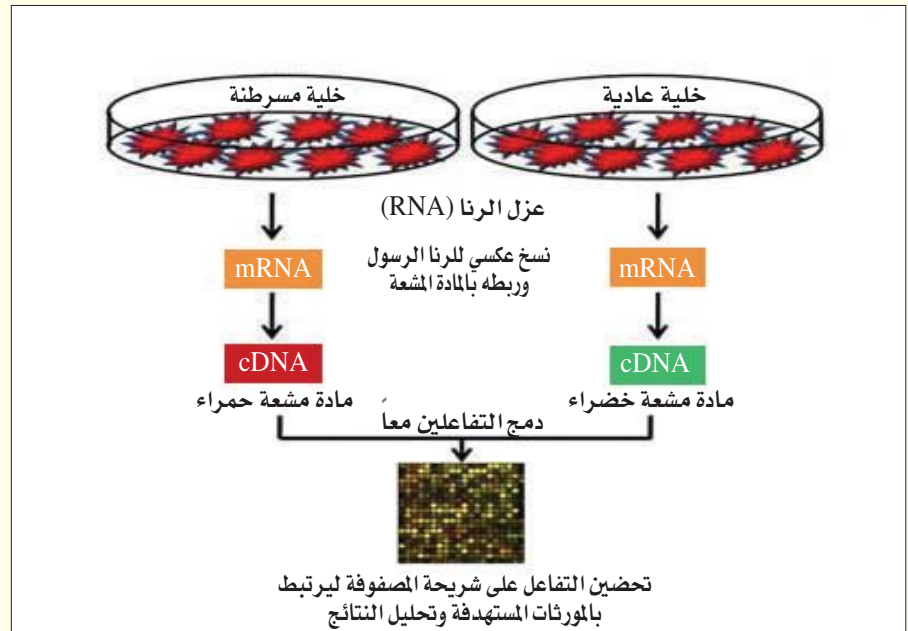 خلية عادية
خلية مسرطنة
عزل الرنا (RNA)
نسخ عكسي للرنا الرسول
وربطه بالمادة المشعة
mRNA
mRNA
cDNA
cDNA
مادة مشعة خضراء
مادة مشعة حمراء
دمج التفاعلين معاً
تحضين التفاعل على شريحة المصفوفة ليرتبط
بالمورثات المستهدفة وتحليل النتائج